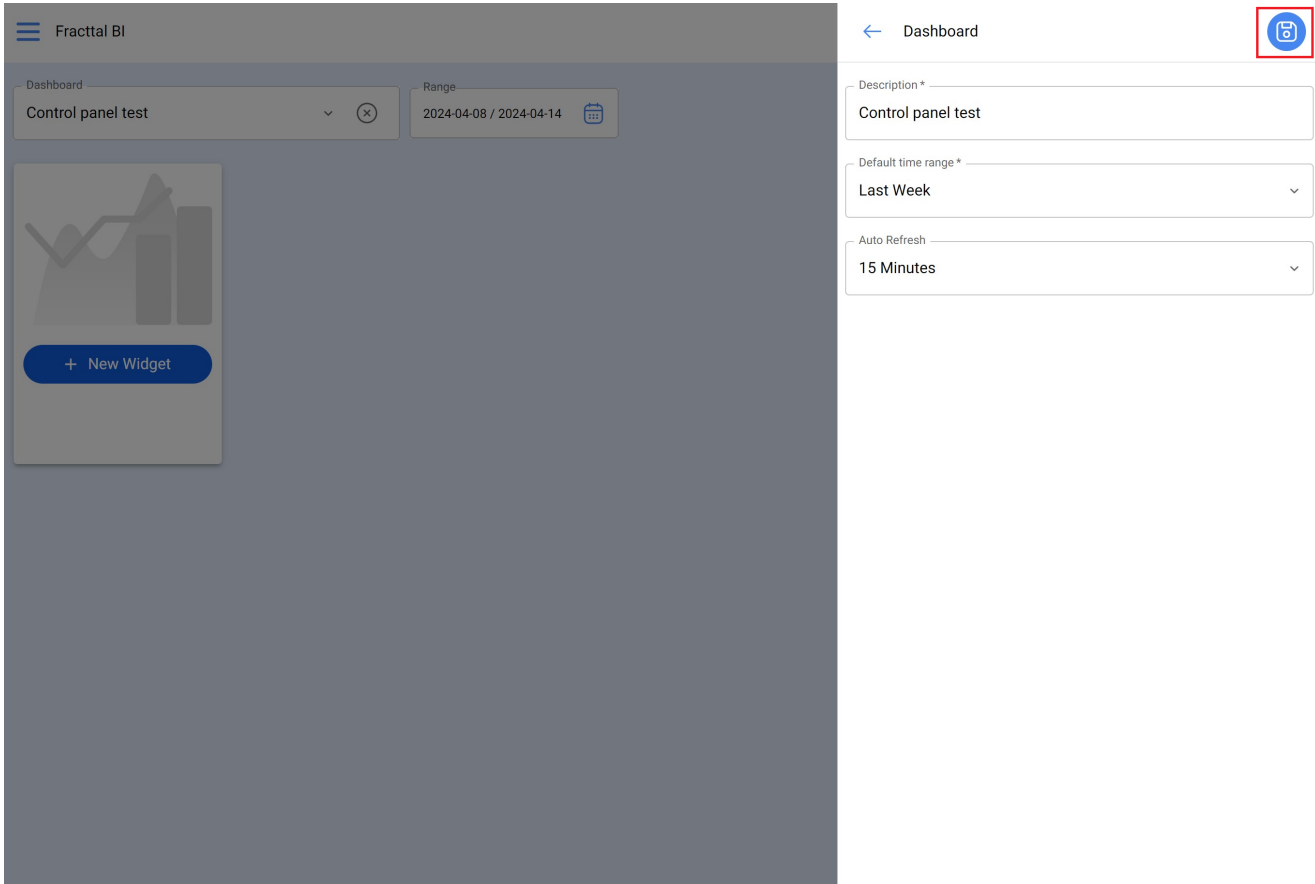 Fracttal BI
Dashboard
Control panel test
Range
2024-04-08 / 2024-04-14
+ New Widget
Dashboard
Description *
Control panel test
Default time range *
Last Week
Auto Refresh
15 Minutes